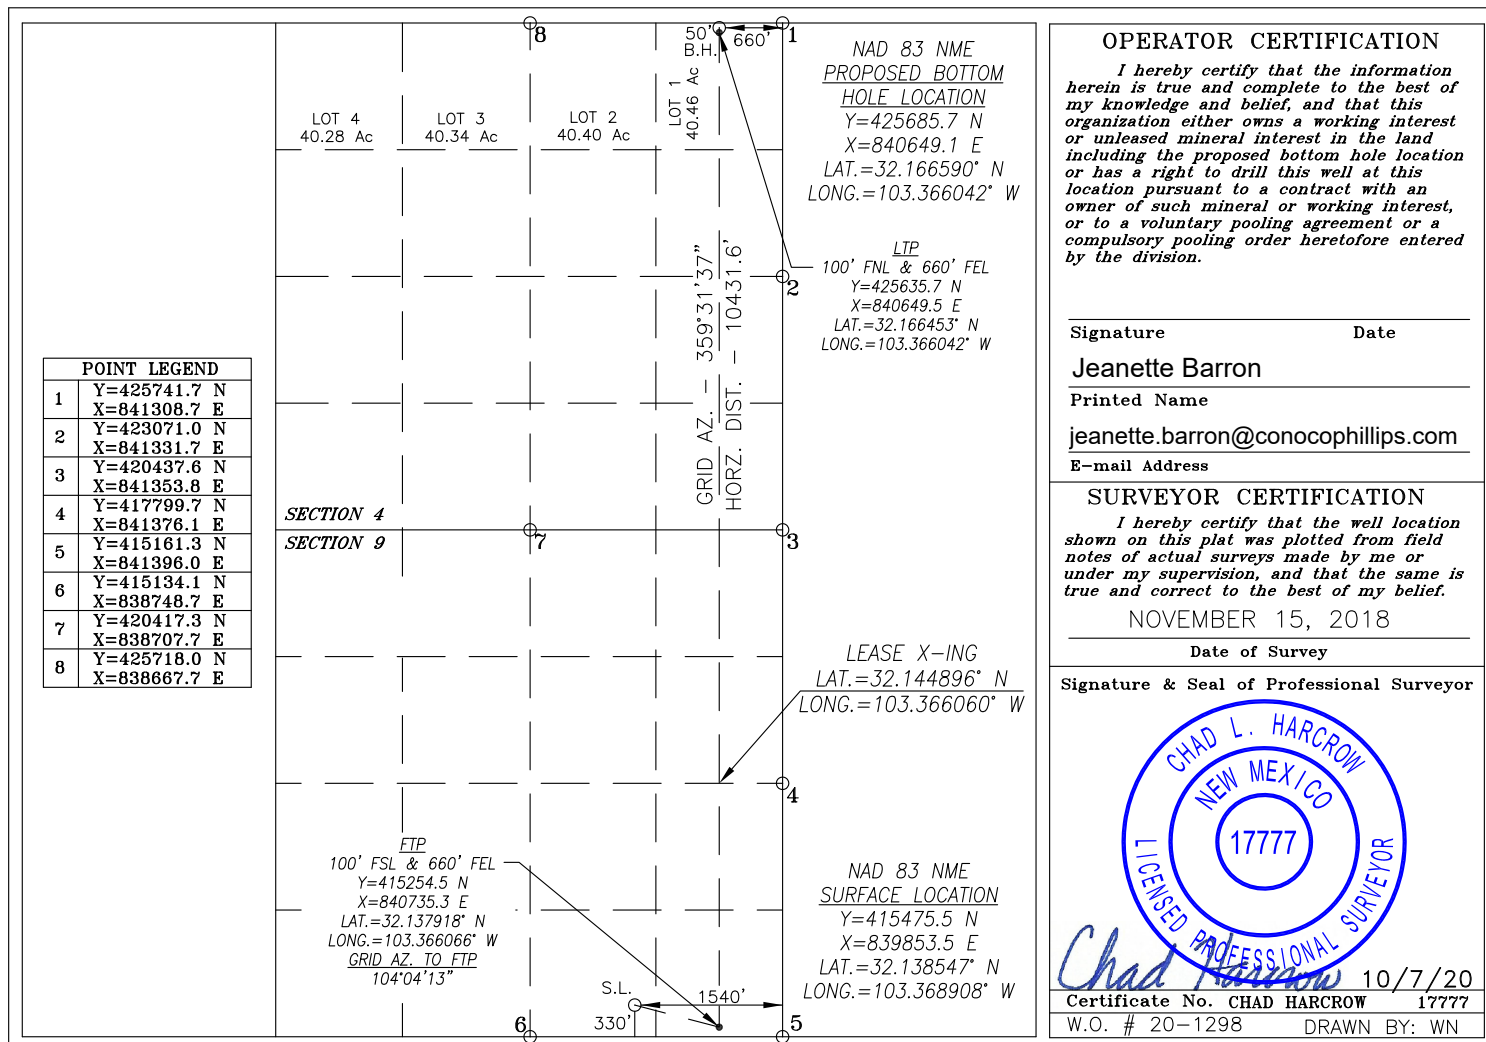 8
50'
B.H.
660'
1
LOT 4
40.28 Ac
LOT 3
40.34 Ac
LOT 2
40.40 Ac
LOT 1
40.46 Ac
NAD 83 NME
PROPOSED BOTTOM
HOLE LOCATION
Y=425685.7 N
X=840649.1 E
LAT.=32.166590° N
LONG.=103.366042° W
LTP
100' FNL & 660' FEL
Y=425635.7 N
X=840649.5 E
LAT.=32.166453° N
LONG.=103.366042° W
2
GRID AZ. - 359°31'37"
HORZ. DIST. - 10431.6'
POINT LEGEND
1 Y=425741.7 N
X=841308.7 E
2 Y=423071.0 N
X=841331.7 E
3 Y=420437.6 N
X=841353.8 E
4 Y=417799.7 N
X=841376.1 E
5 Y=415161.3 N
X=841396.0 E
6 Y=415134.1 N
X=838748.7 E
7 Y=420417.3 N
X=838707.7 E
8 Y=425718.0 N
X=838667.7 E
SECTION 4
SECTION 9
7
3
LEASE X-ING
LAT.=32.144896° N
LONG.=103.366060° W
4
FTP
100' FSL & 660' FEL
Y=415254.5 N
X=840735.3 E
LAT.=32.137918° N
LONG.=103.366066° W
GRID AZ. TO FTP
104°04'13"
NAD 83 NME
SURFACE LOCATION
Y=415475.5 N
X=839853.5 E
LAT.=32.138547° N
LONG.=103.368908° W
S.L.
1540'
330'
6
5
OPERATOR CERTIFICATION
I hereby certify that the information
herein is true and complete to the best of
my knowledge and belief, and that this
organization either owns a working interest
or unleased mineral interest in the land
including the proposed bottom hole location
or has a right to drill this well at this
location pursuant to a contract with an
owner of such mineral or working interest,
or to a voluntary pooling agreement or a
compulsory pooling order heretofore entered
by the division.
Signature Date
Jeanette Barron
Printed Name
jeanette.barron@conocophillips.com
E-mail Address
SURVEYOR CERTIFICATION
I hereby certify that the well location
shown on this plat was plotted from field
notes of actual surveys made by me or
under my supervision, and that the same is
true and correct to the best of my belief.
NOVEMBER 15, 2018
Date of Survey
Signature & Seal of Professional Surveyor
CHAD L. HARCROW
NEW MEXICO
17777
LICENSED PROFESSIONAL SURVEYOR
Chad Harcrow 10/7/20
Certificate No. CHAD HARCROW 17777
W.O. # 20-1298 DRAWN BY: WN